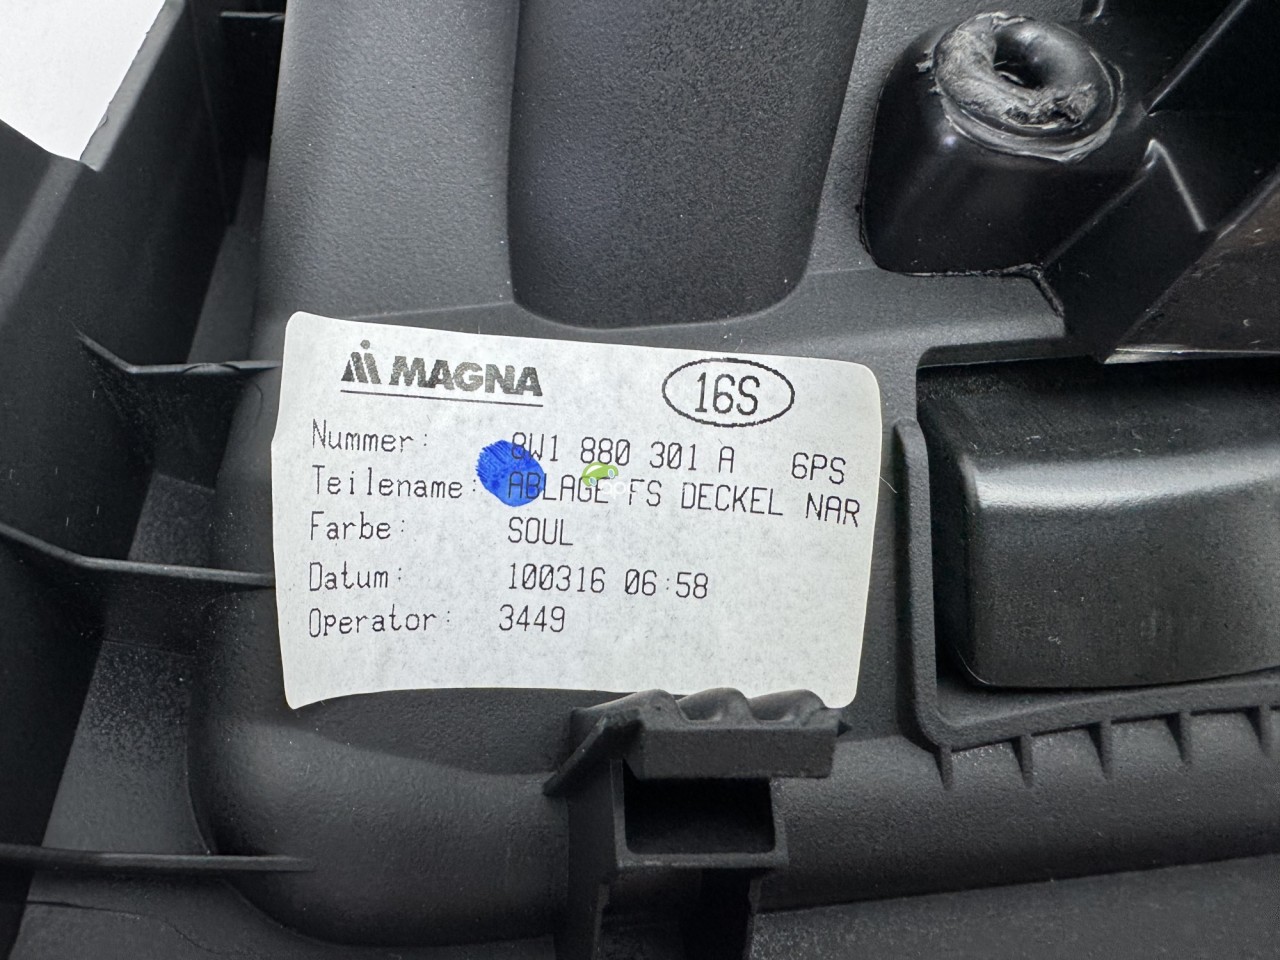 MAGNA 16S
Nummer: 8W1 880 301 A 6PS
Teilename: ABLAGE FS DECKEL NAR
Farbe: SOUL
Datum: 100316 06:58
Operator: 3449